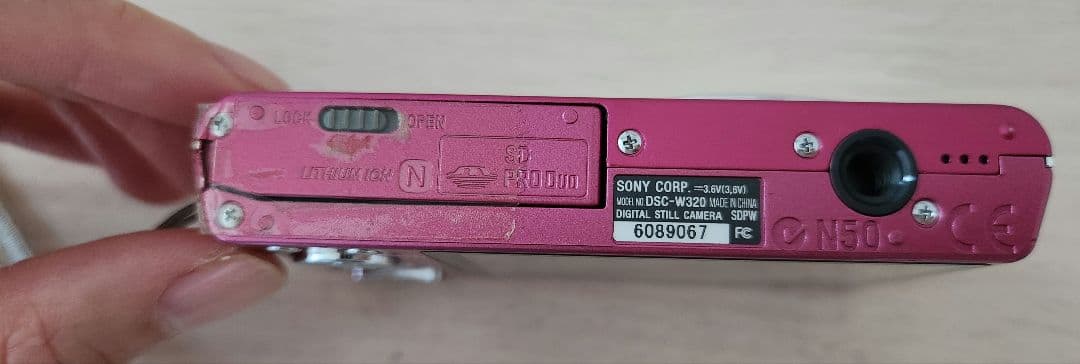 LOCK OPEN
LITHIUM ION N
SD
PRO Duo
SONY CORP. ⎓3.6V(3,6V)
MODEL NO. DSC-W320 MADE IN CHINA
DIGITAL STILL CAMERA SDPW
6089067 FC
N50 CE